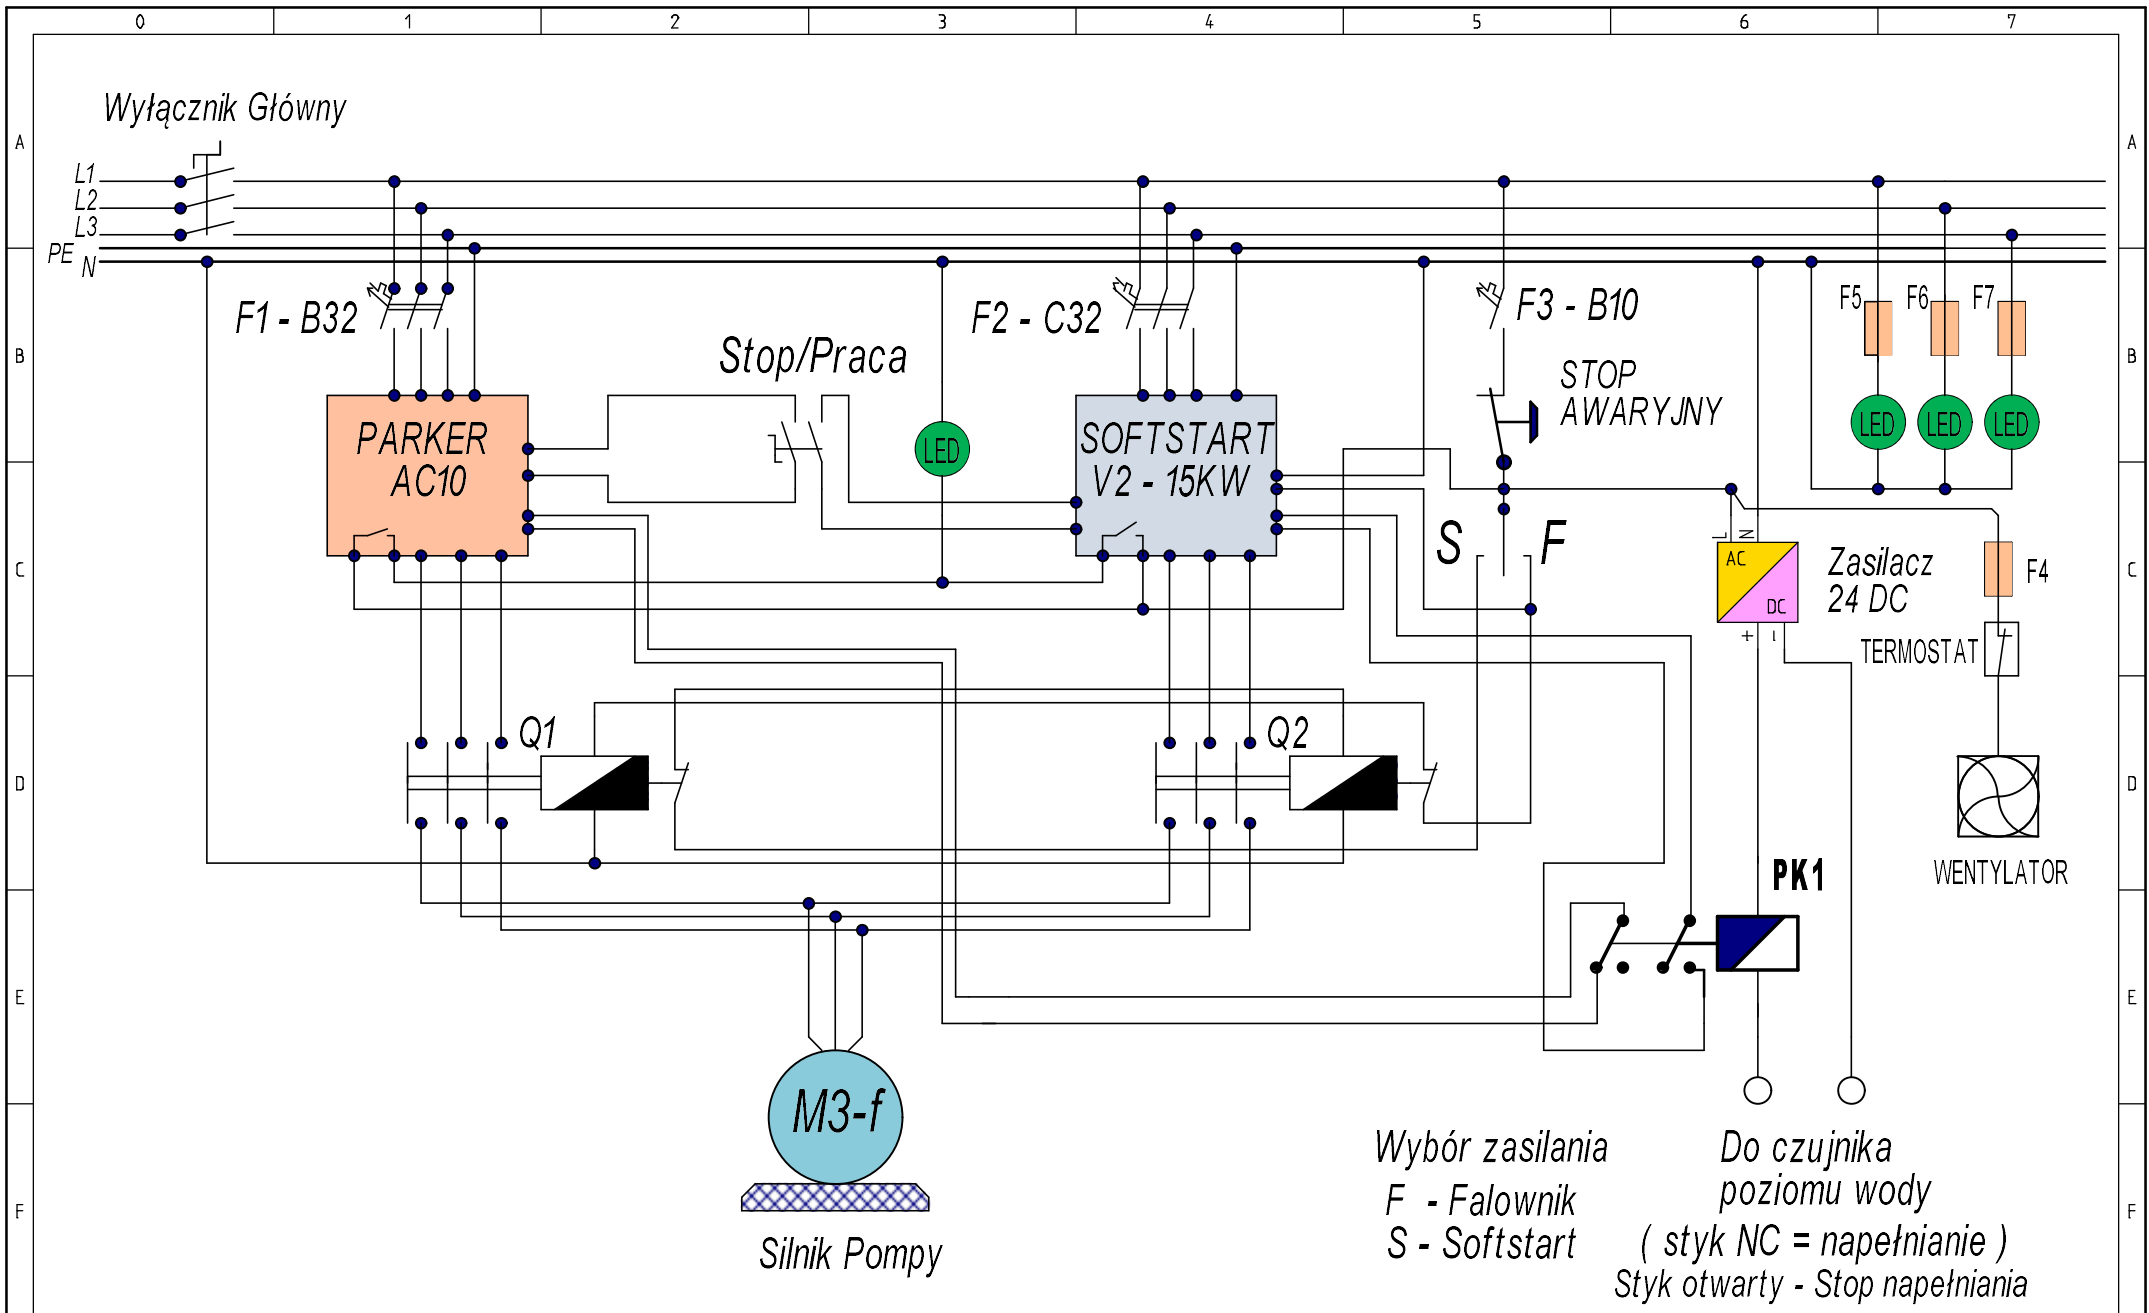 0 1 2 3 4 5 6 7
Wyłącznik Główny
A A
L1
L2
L3
PE
N
F1 - B32
F2 - C32
F3 - B10
F5 F6 F7
B B
Stop/Praca
STOP
AWARYJNY
PARKER
AC10
LED
SOFTSTART
V2 - 15KW
LED LED LED
S F
L N
C C
AC
DC
Zasilacz
24 DC
F4
+ -
TERMOSTAT
Q1
Q2
D D
PK1
WENTYLATOR
E E
M3-f
Wybór zasilania
F - Falownik
S - Softstart
Do czujnika
poziomu wody
( styk NC = napełnianie )
Styk otwarty - Stop napełniania
F F
Silnik Pompy